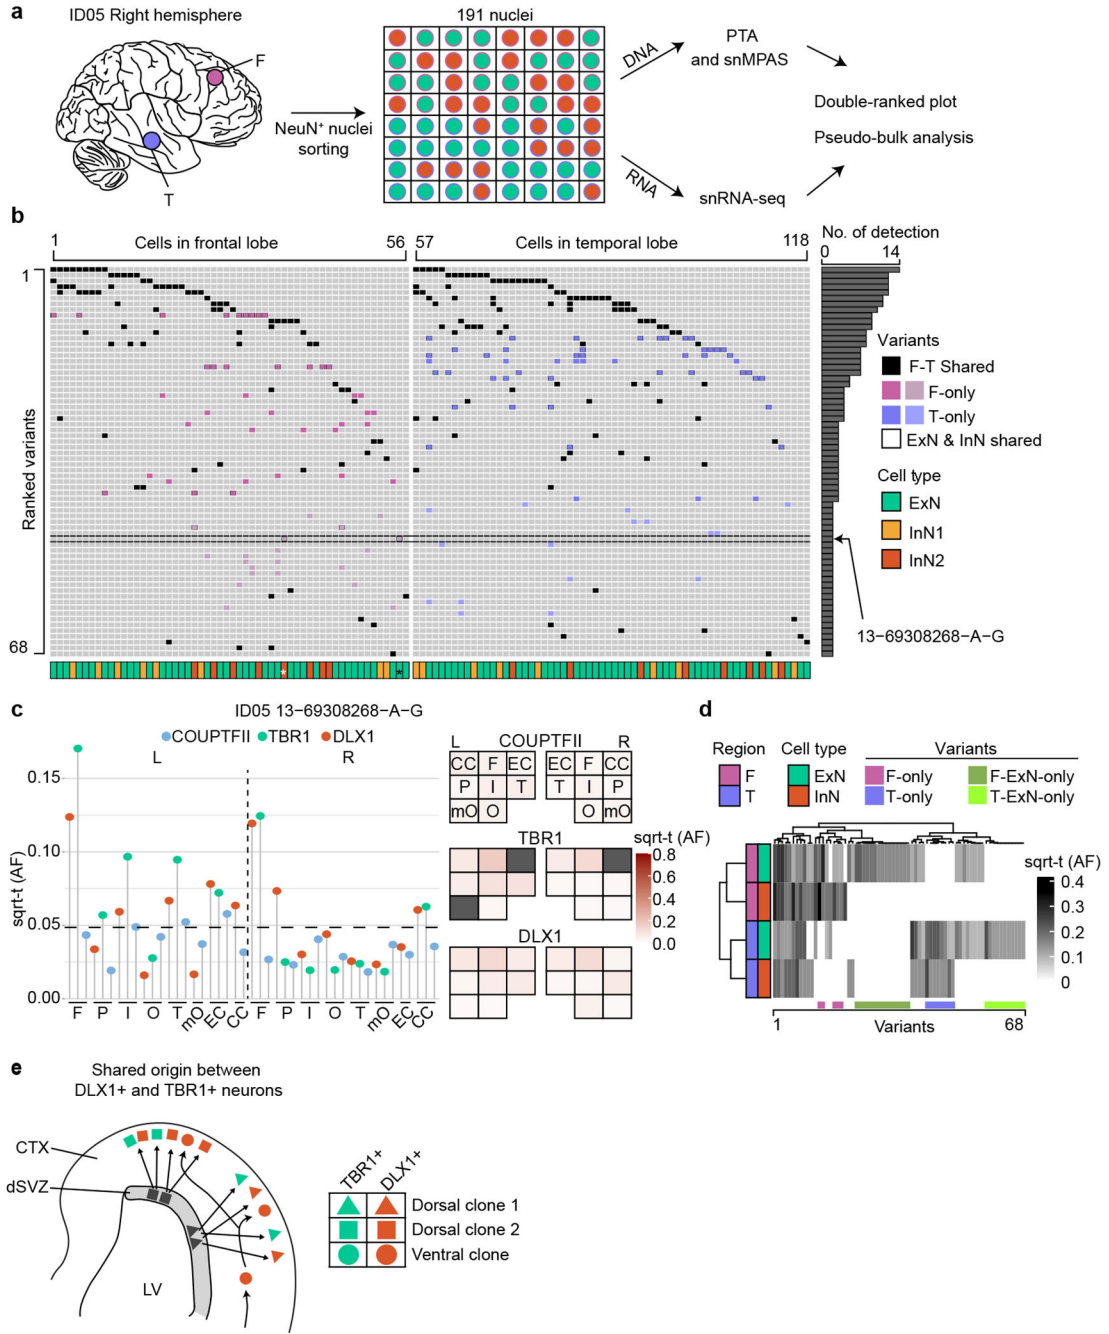 a
ID05 Right hemisphere
F
T
NeuN⁺ nuclei
sorting
191 nuclei
DNA
RNA
PTA
and snMPAS
snRNA-seq
Double-ranked plot
Pseudo-bulk analysis
b
1 Cells in frontal lobe 56
57 Cells in temporal lobe 118
No. of detection
0 14
1
Ranked variants
68
Variants
F-T Shared
F-only
T-only
ExN & InN shared
Cell type
ExN
InN1
InN2
13−69308268−A−G
* *
c
ID05 13−69308268−A−G
COUPTFII TBR1 DLX1
L R
sqrt-t (AF)
0.15
0.10
0.05
0.00
F P I O T mO EC CC F P I O T mO EC CC
L COUPTFII R
CC F EC EC F CC
P I T T I P
mO O O mO
TBR1
DLX1
sqrt-t (AF)
0.8
0.6
0.4
0.2
0.0
d
Region Cell type Variants
F ExN F-only F-ExN-only
T InN T-only T-ExN-only
sqrt-t (AF)
0.4
0.3
0.2
0.1
0
1 Variants 68
e
Shared origin between
DLX1+ and TBR1+ neurons
CTX
dSVZ
LV
TBR1+ DLX1+
Dorsal clone 1
Dorsal clone 2
Ventral clone